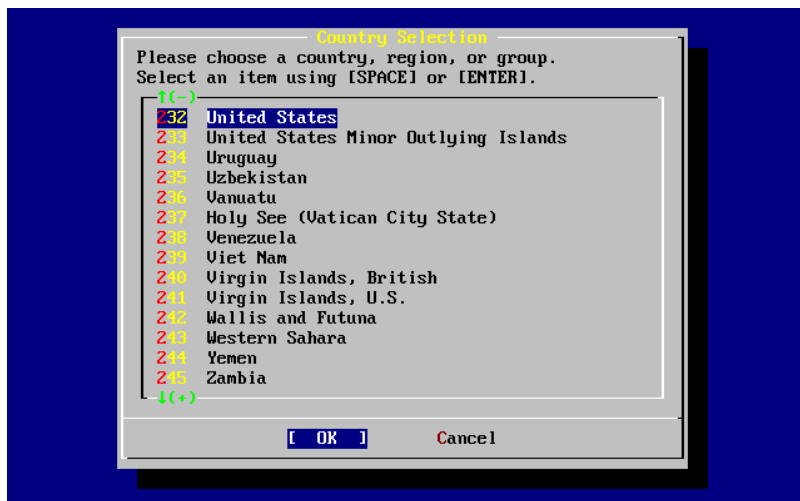 Country Selection
Please choose a country, region, or group.
Select an item using [SPACE] or [ENTER].
↑(-)
232 United States
233 United States Minor Outlying Islands
234 Uruguay
235 Uzbekistan
236 Vanuatu
237 Holy See (Vatican City State)
238 Venezuela
239 Viet Nam
240 Virgin Islands, British
241 Virgin Islands, U.S.
242 Wallis and Futuna
243 Western Sahara
244 Yemen
245 Zambia
↓(+)
[ OK ] Cancel